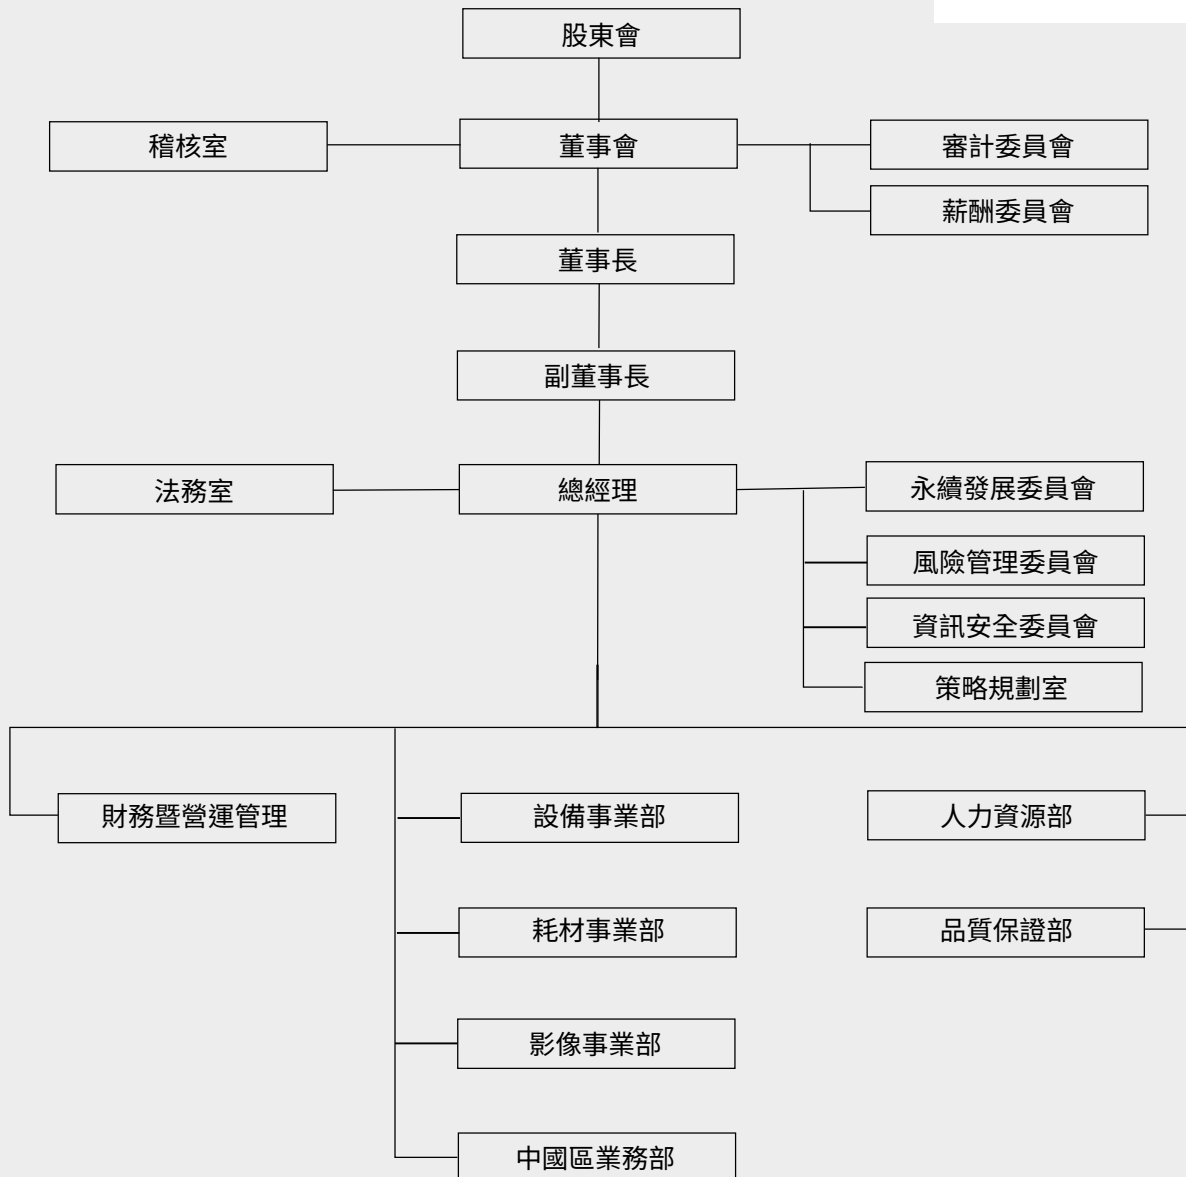 股東會
稽核室
董事會
審計委員會
薪酬委員會
董事長
副董事長
法務室
總經理
永續發展委員會
風險管理委員會
資訊安全委員會
策略規劃室
財務暨營運管理
設備事業部
人力資源部
耗材事業部
品質保證部
影像事業部
中國區業務部